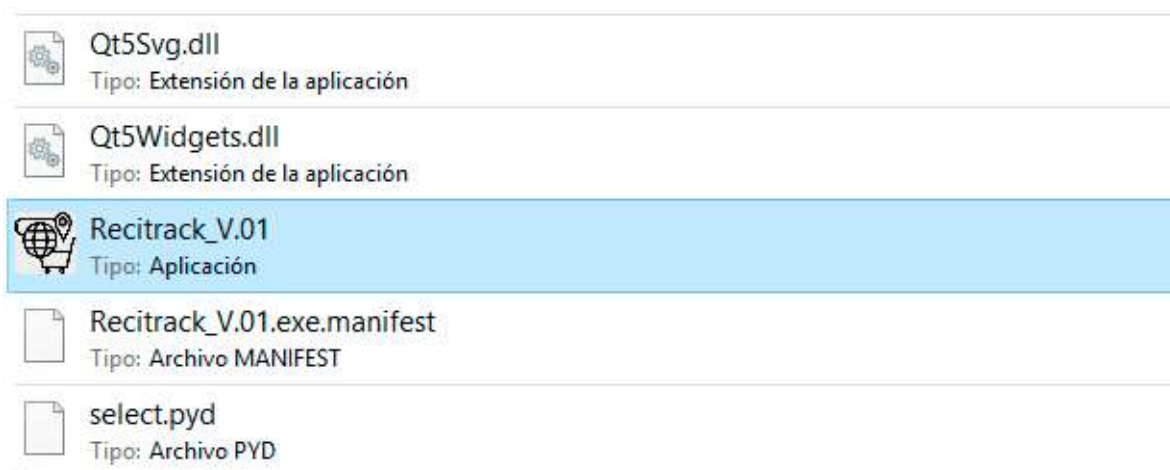 Qt5Svg.dll
Tipo: Extensión de la aplicación
Qt5Widgets.dll
Tipo: Extensión de la aplicación
Recitrack_V.01
Tipo: Aplicación
Recitrack_V.01.exe.manifest
Tipo: Archivo MANIFEST
select.pyd
Tipo: Archivo PYD